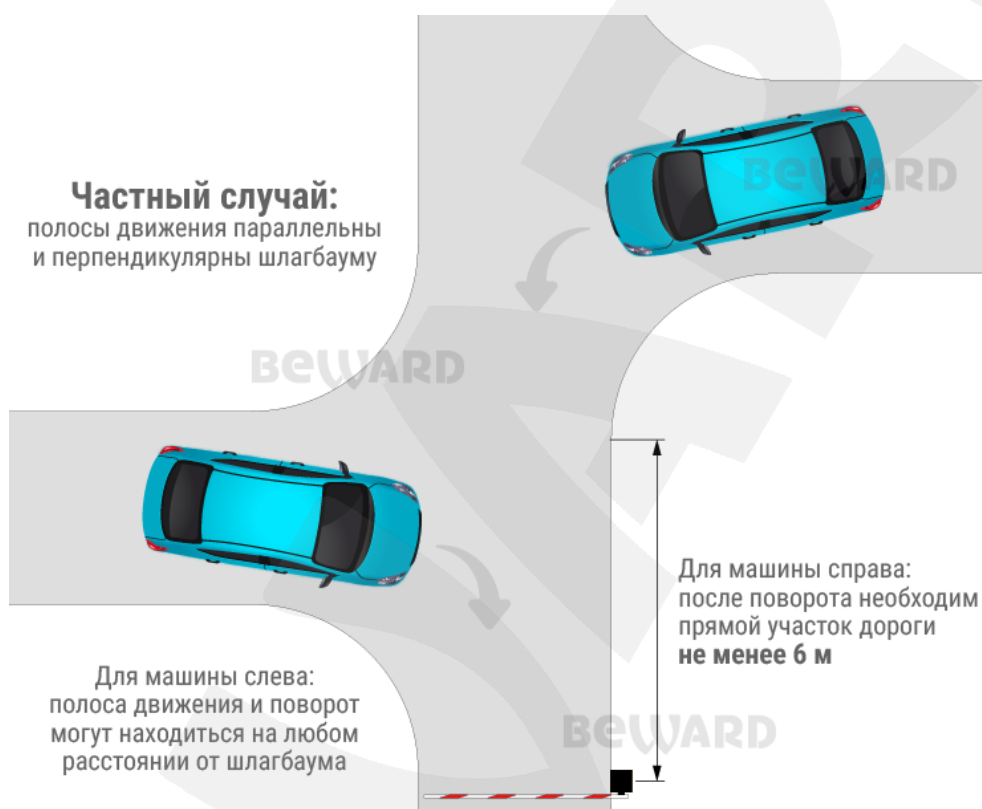 BEWARD
Частный случай:
полосы движения параллельны
и перпендикулярны шлагбауму
BEWARD
Для машины справа:
после поворота необходим
прямой участок дороги
не менее 6 м
Для машины слева:
полоса движения и поворот
могут находиться на любом
расстоянии от шлагбаума
BEWARD